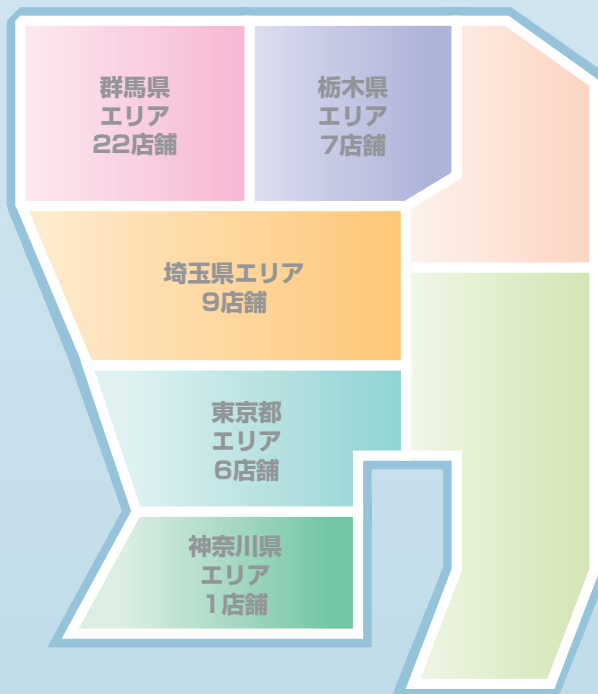 群馬県
エリア
22店舗
栃木県
エリア
7店舗
埼玉県エリア
9店舗
東京都
エリア
6店舗
神奈川県
エリア
1店舗